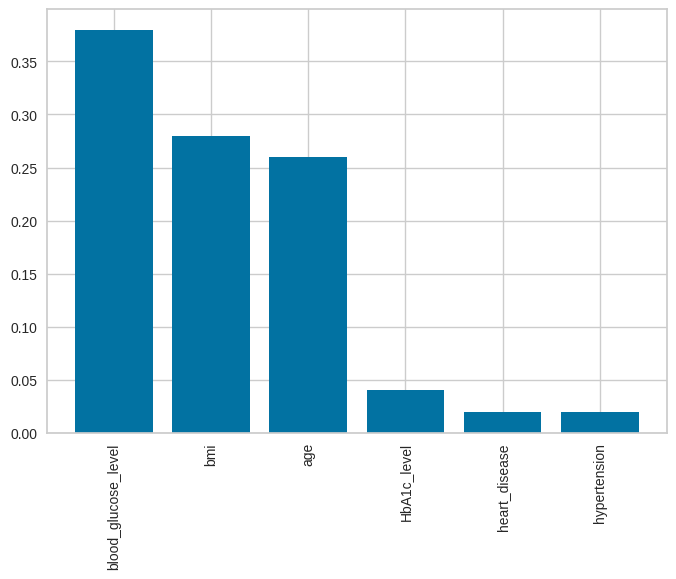 0.35
0.30
0.25
0.20
0.15
0.10
0.05
0.00
blood_glucose_level
bmi
age
HbA1c_level
heart_disease
hypertension